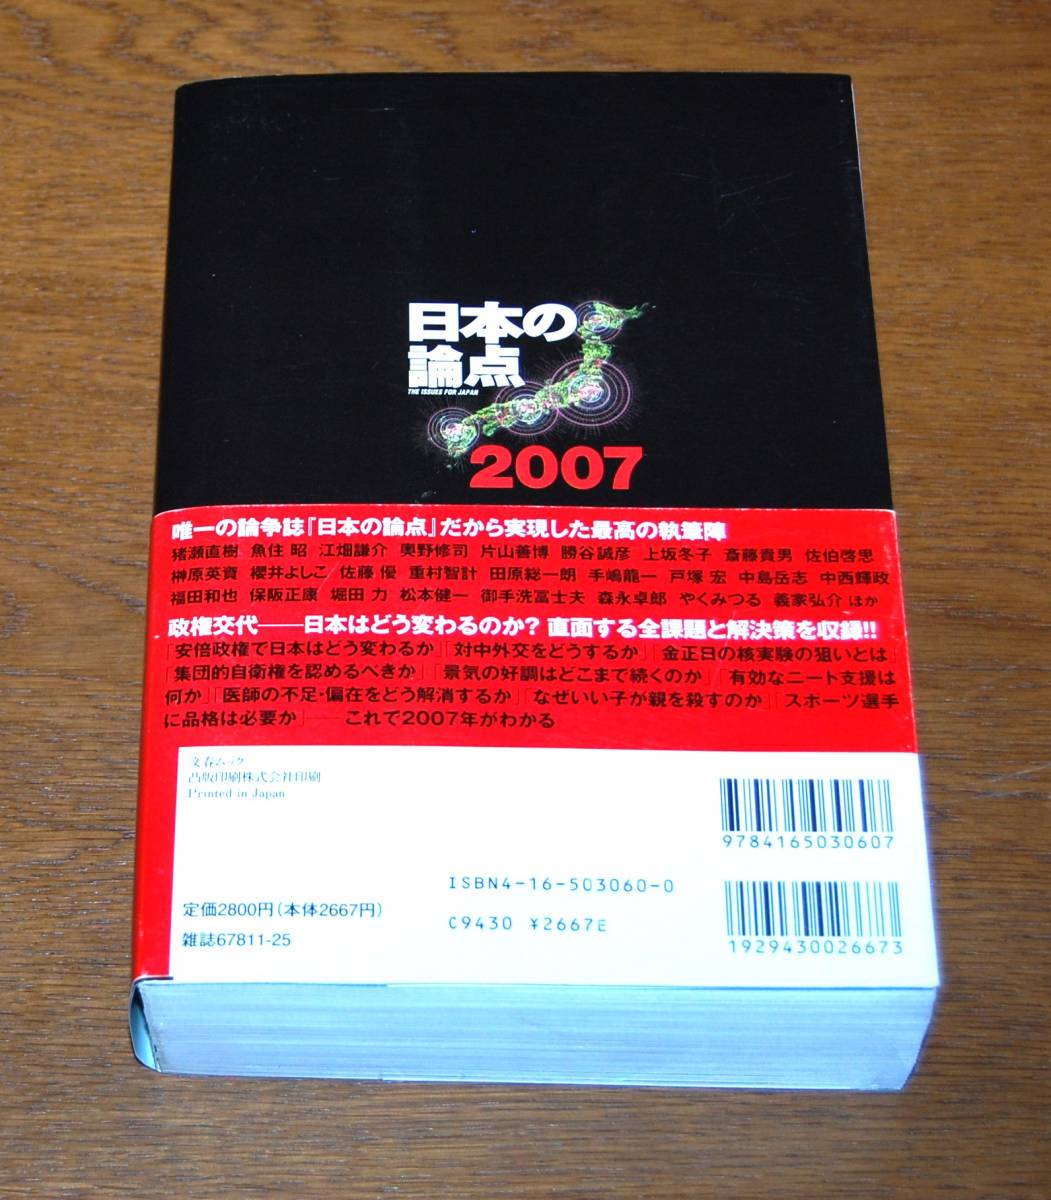 日本の
論点
THE ISSUES FOR JAPAN
2007
唯一の論争誌『日本の論点』だから実現した最高の執筆陣
猪瀬直樹 魚住 昭 江畑謙介 奥野修司 片山善博 勝谷誠彦 上坂冬子 斎藤貴男 佐伯啓思
榊原英資 櫻井よしこ 佐藤 優 重村智計 田原総一朗 手嶋龍一 戸塚 宏 中島岳志 中西輝政
福田和也 保阪正康 堀田 力 松本健一 御手洗冨士夫 森永卓郎 やくみつる 義家弘介 ほか
政権交代——日本はどう変わるのか? 直面する全課題と解決策を収録!!
「安倍政権で日本はどう変わるか」「対中外交をどうするか」「金正日の核実験の狙いとは」
「集団的自衛権を認めるべきか」「景気の好調はどこまで続くのか」「有効なニート支援は
何か」「医師の不足・偏在をどう解消するか」「なぜいい子が親を殺すのか」「スポーツ選手
に品格は必要か」——これで2007年がわかる
文春ムック
凸版印刷株式会社印刷
Printed in Japan
9784165030607
ISBN4-16-503060-0
定価2800円(本体2667円)
C9430 ¥2667E
雑誌67811-25
1929430026673